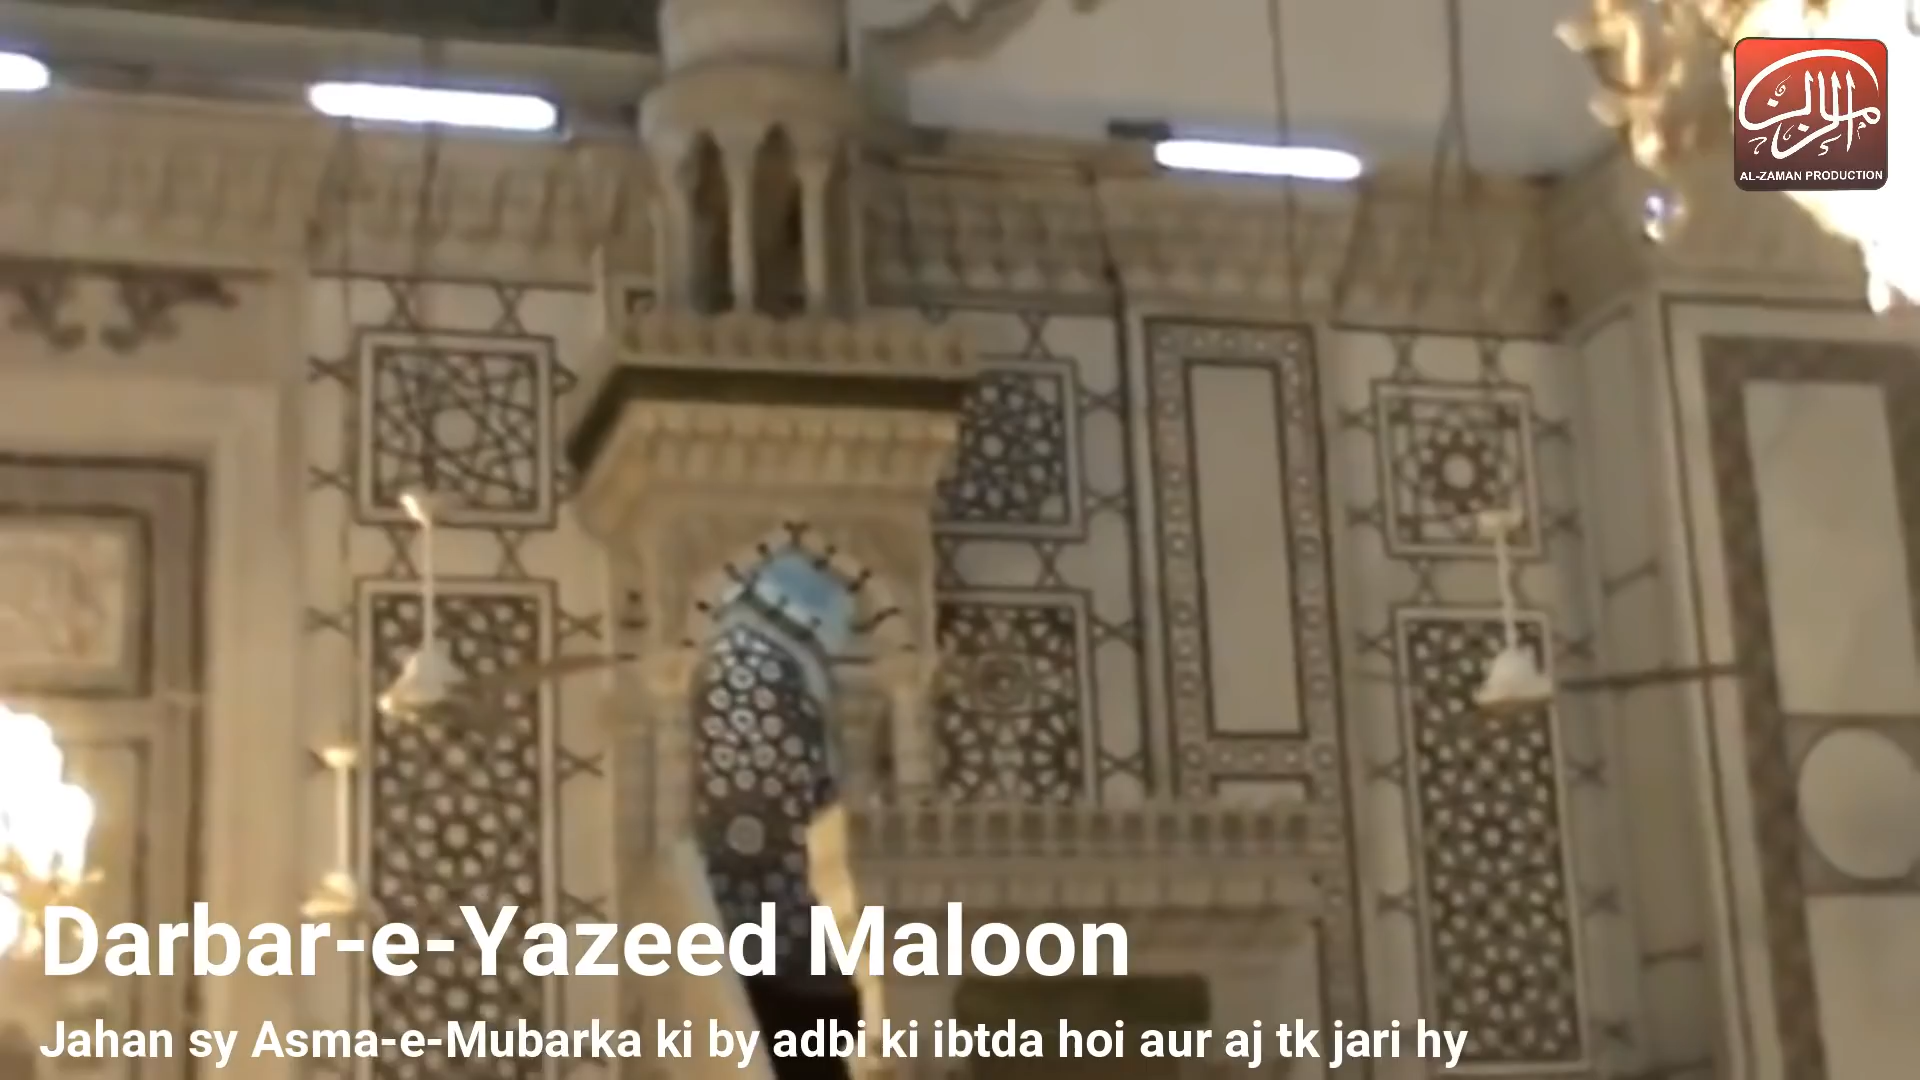 الزمان
AL-ZAMAN PRODUCTION
Darbar-e-Yazeed Maloon
Jahan sy Asma-e-Mubarka ki by adbi ki ibtda hoi aur aj tk jari hy